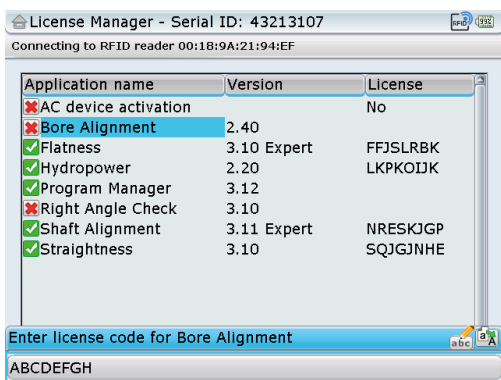 License Manager - Serial ID: 43213107 RFID 99%
Connecting to RFID reader 00:18:9A:21:94:EF
Application name Version License
AC device activation No
Bore Alignment 2.40
Flatness 3.10 Expert FFJSLRBK
Hydropower 2.20 LKPKOIJK
Program Manager 3.12
Right Angle Check 3.10
Shaft Alignment 3.11 Expert NRESKJGP
Straightness 3.10 SQJGJNHE
Enter license code for Bore Alignment abc a
ABCDEFGH